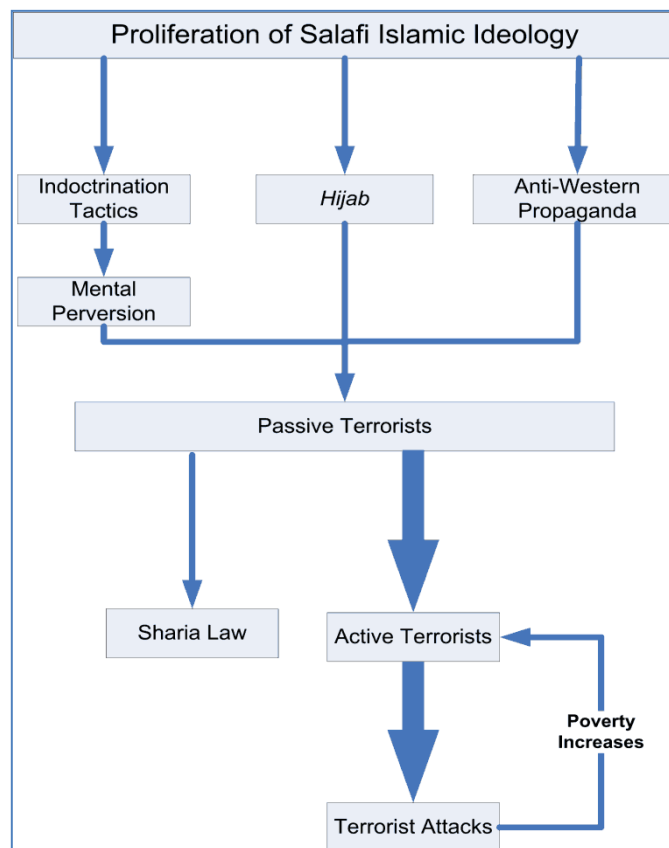 Proliferation of Salafi Islamic Ideology
Indoctrination
Tactics
Hijab
Anti-Western
Propaganda
Mental
Perversion
Passive Terrorists
Sharia Law
Active Terrorists
Poverty
Increases
Terrorist Attacks